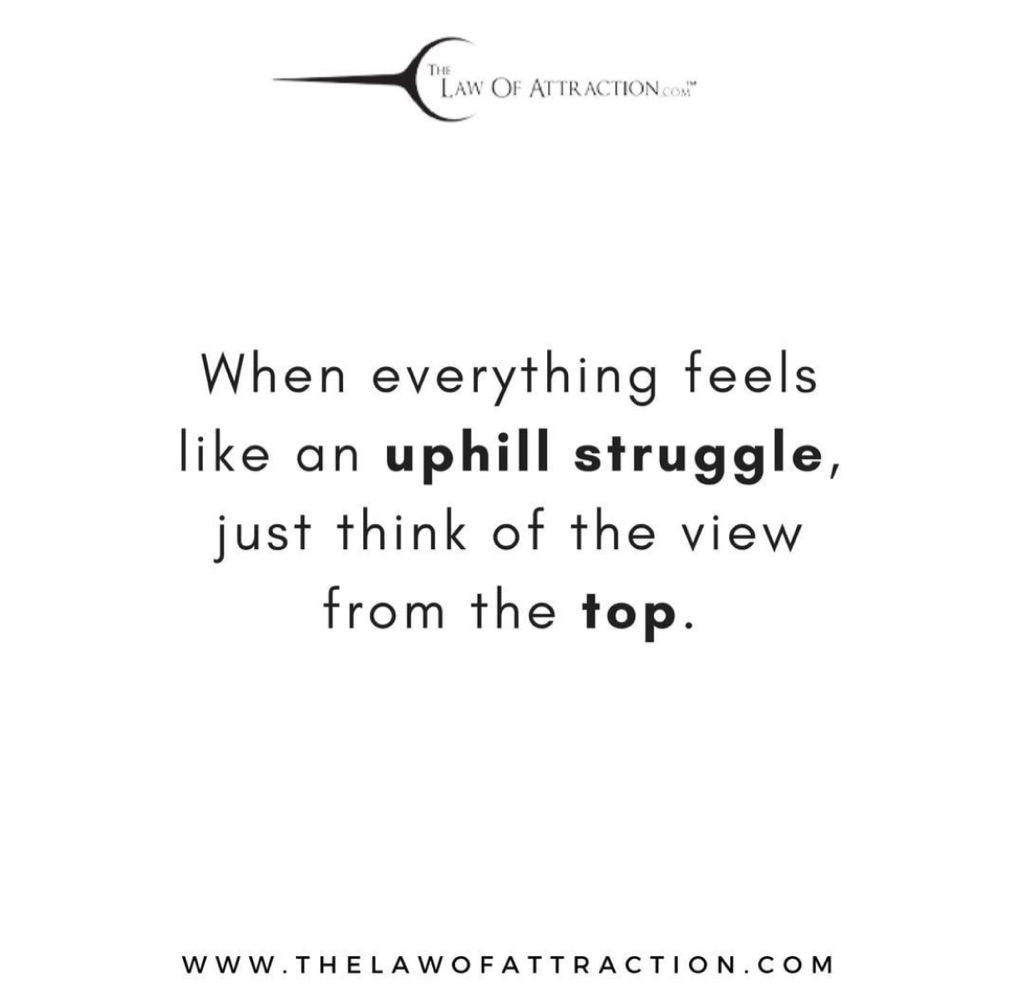 THE
LAW OF ATTRACTION.COM™
When everything feels
like an uphill struggle,
just think of the view
from the top.
WWW.THELAWOFATTRACTION.COM